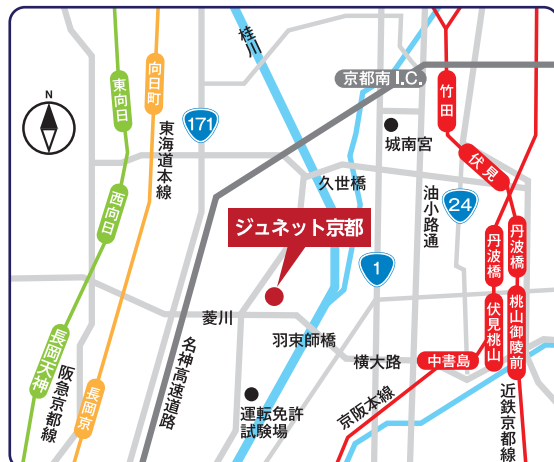 N
東向日
向日町
171
東海道本線
西向日
長岡天神
阪急京都線
長岡京
桂川
京都南I.C.
城南宮
竹田
伏見
久世橋
油小路通
24
ジュネット京都
1
丹波橋
丹波橋
伏見桃山
桃山御陵前
菱川
羽束師橋
名神高速道路
横大路
中書島
運転免許
試験場
京阪本線
近鉄京都線